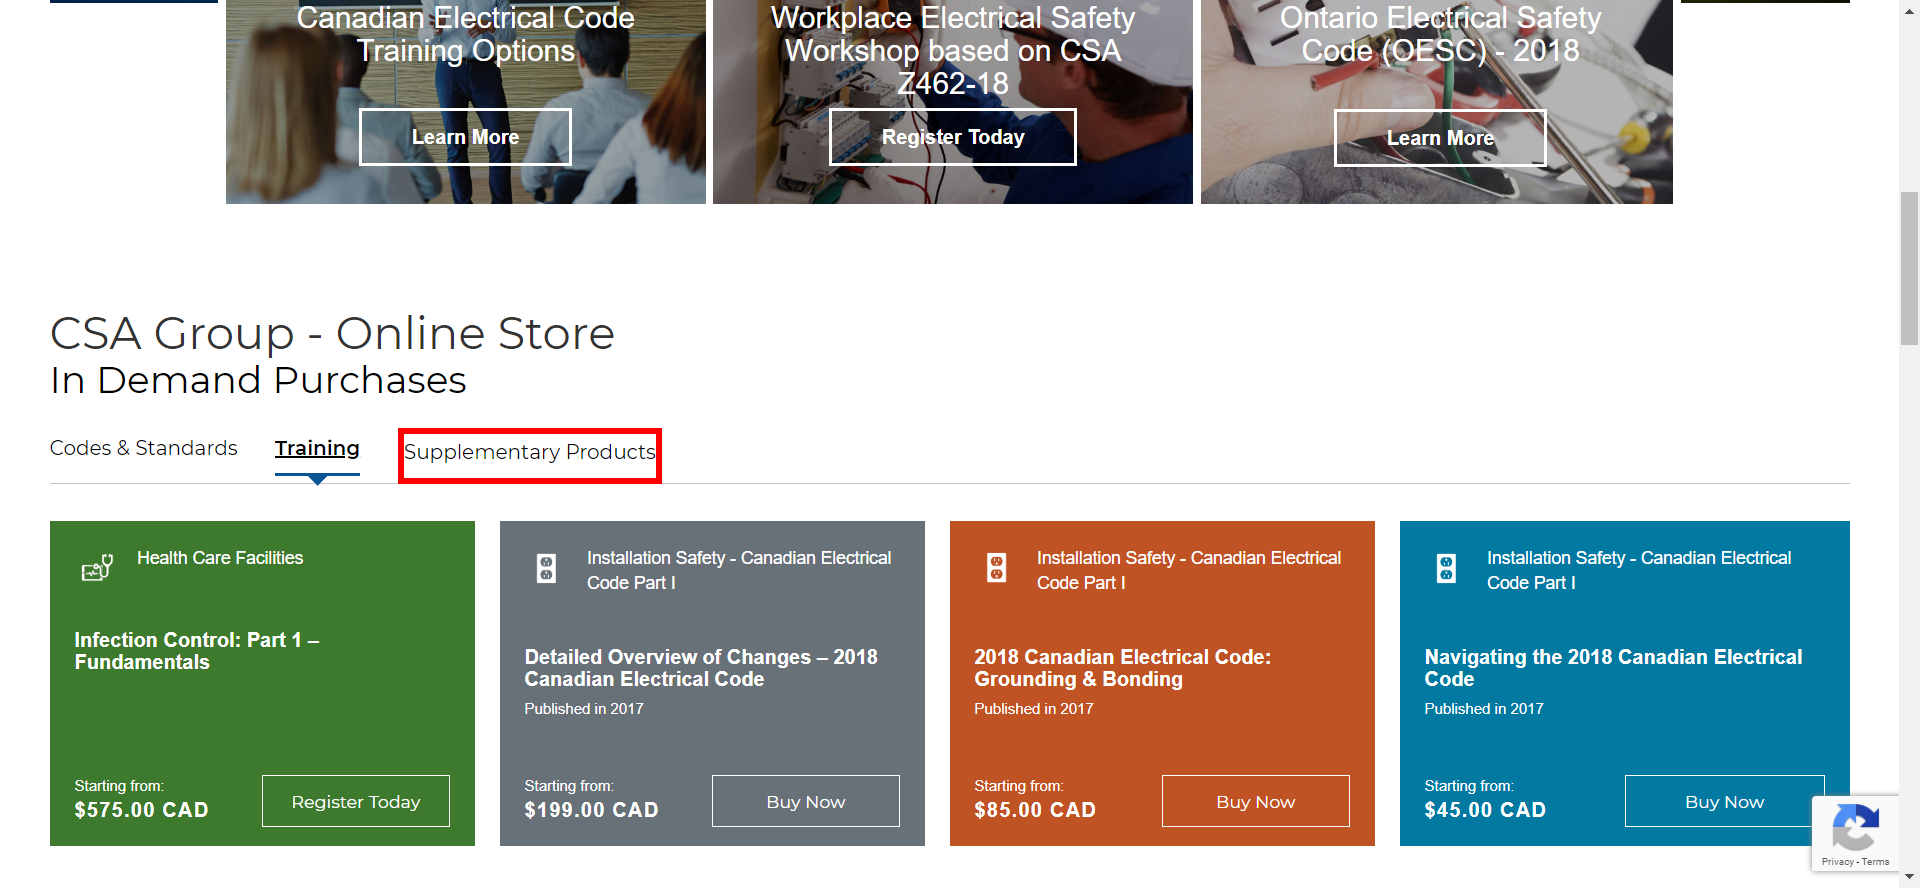 Canadian Electrical Code
Training Options
Learn More
Workplace Electrical Safety
Workshop based on CSA
Z462-18
Register Today
Ontario Electrical Safety
Code (OESC) - 2018
Learn More
CSA Group - Online Store
In Demand Purchases
Codes & Standards
Training
Supplementary Products
Health Care Facilities
Infection Control: Part 1 –
Fundamentals
Starting from:
$575.00 CAD
Register Today
Installation Safety - Canadian Electrical
Code Part I
Detailed Overview of Changes – 2018
Canadian Electrical Code
Published in 2017
Starting from:
$199.00 CAD
Buy Now
Installation Safety - Canadian Electrical
Code Part I
2018 Canadian Electrical Code:
Grounding & Bonding
Published in 2017
Starting from:
$85.00 CAD
Buy Now
Installation Safety - Canadian Electrical
Code Part I
Navigating the 2018 Canadian Electrical
Code
Published in 2017
Starting from:
$45.00 CAD
Buy Now
Privacy - Terms